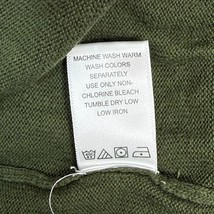 MACHINE WASH WARM
WASH COLORS
SEPARATELY
USE ONLY NON-
CHLORINE BLEACH
TUMBLE DRY LOW
LOW IRON